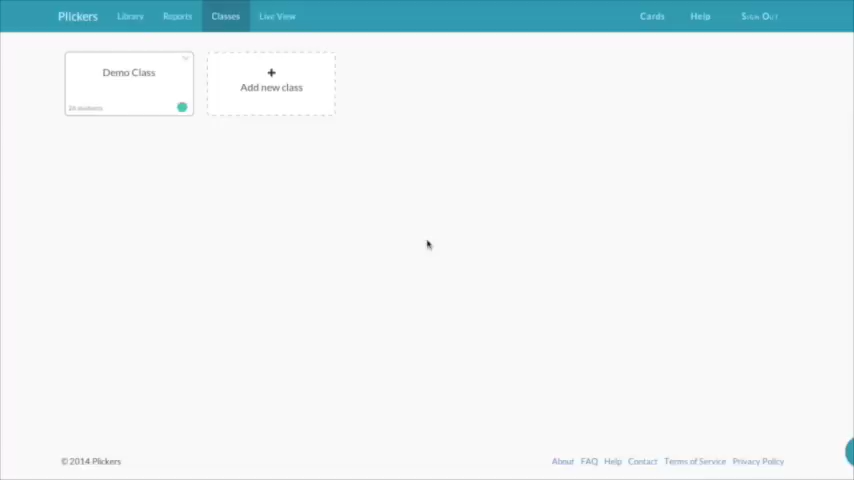 Plickers Library Reports Classes Live View Cards Help Sign Out
Demo Class
+
Add new class
students
© 2014 Plickers About FAQ Help Contact Terms of Service Privacy Policy